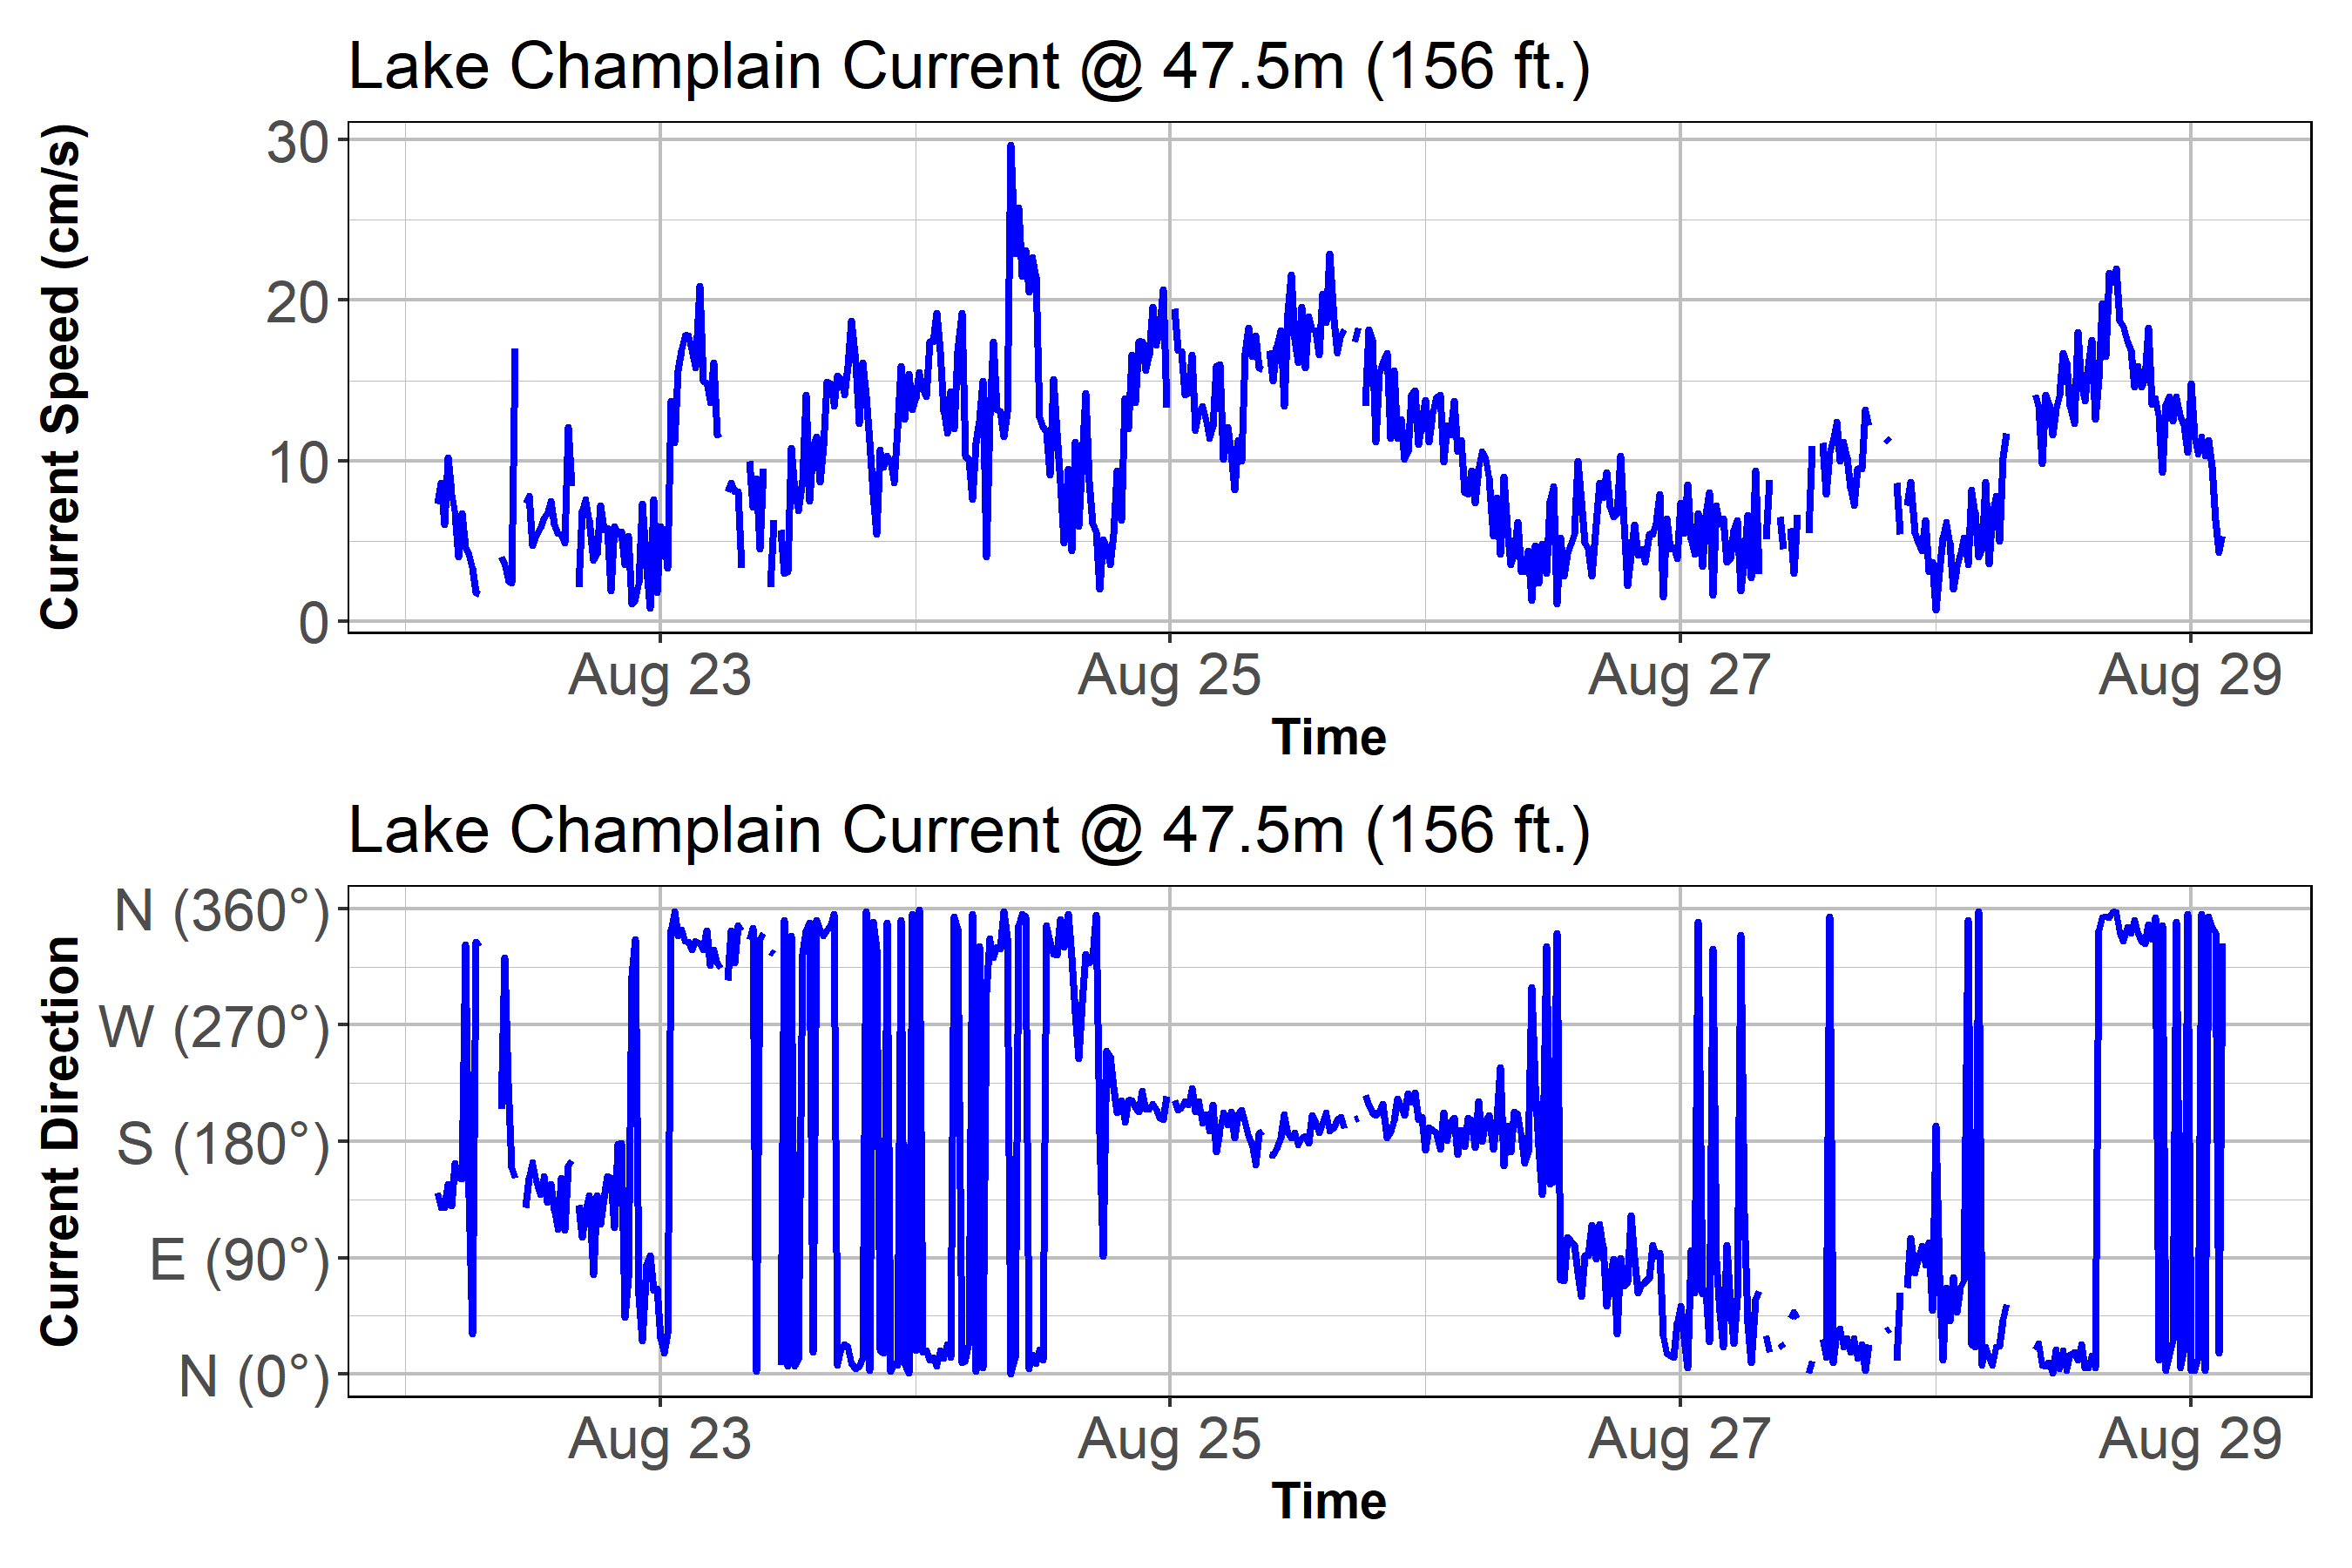 Lake Champlain Current @ 47.5m (156 ft.)
Current Speed (cm/s)
30
20
10
0
Aug 23 Aug 25 Aug 27 Aug 29
Time
Lake Champlain Current @ 47.5m (156 ft.)
Current Direction
N (360°)
W (270°)
S (180°)
E (90°)
N (0°)
Aug 23 Aug 25 Aug 27 Aug 29
Time